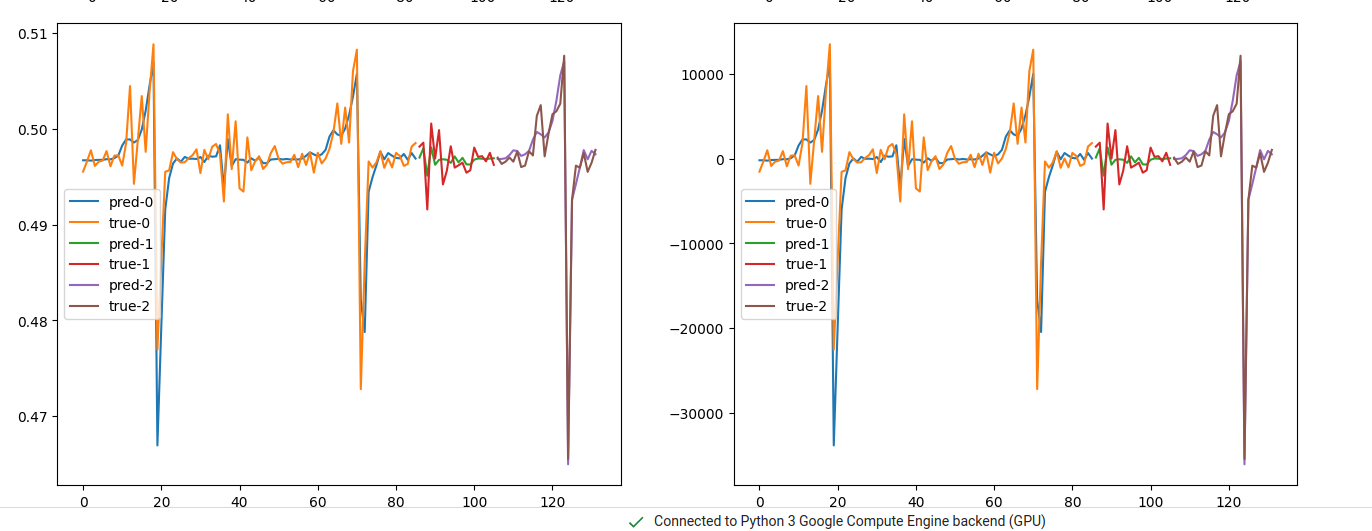 0.51
0.50
0.49
0.48
0.47
pred-0
true-0
pred-1
true-1
pred-2
true-2
0 20 40 60 80 100 120
10000
0
−10000
−20000
−30000
pred-0
true-0
pred-1
true-1
pred-2
true-2
0 20 40 60 80 100 120
Connected to Python 3 Google Compute Engine backend (GPU)